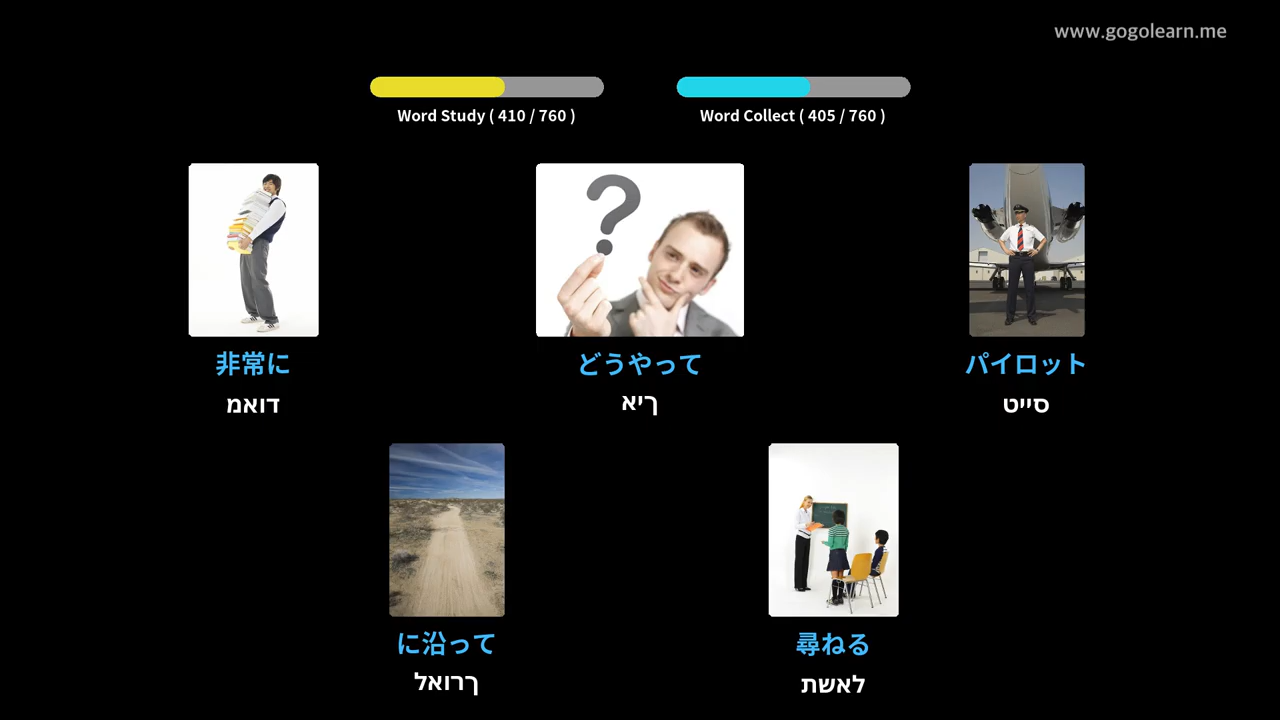 www.gogolearn.me
Word Study ( 410 / 760 )
Word Collect ( 405 / 760 )
非常に
どうやって
パイロット
דואמ
ךיא
סייט
に沿って
尋ねる
ךרואל
לאשת